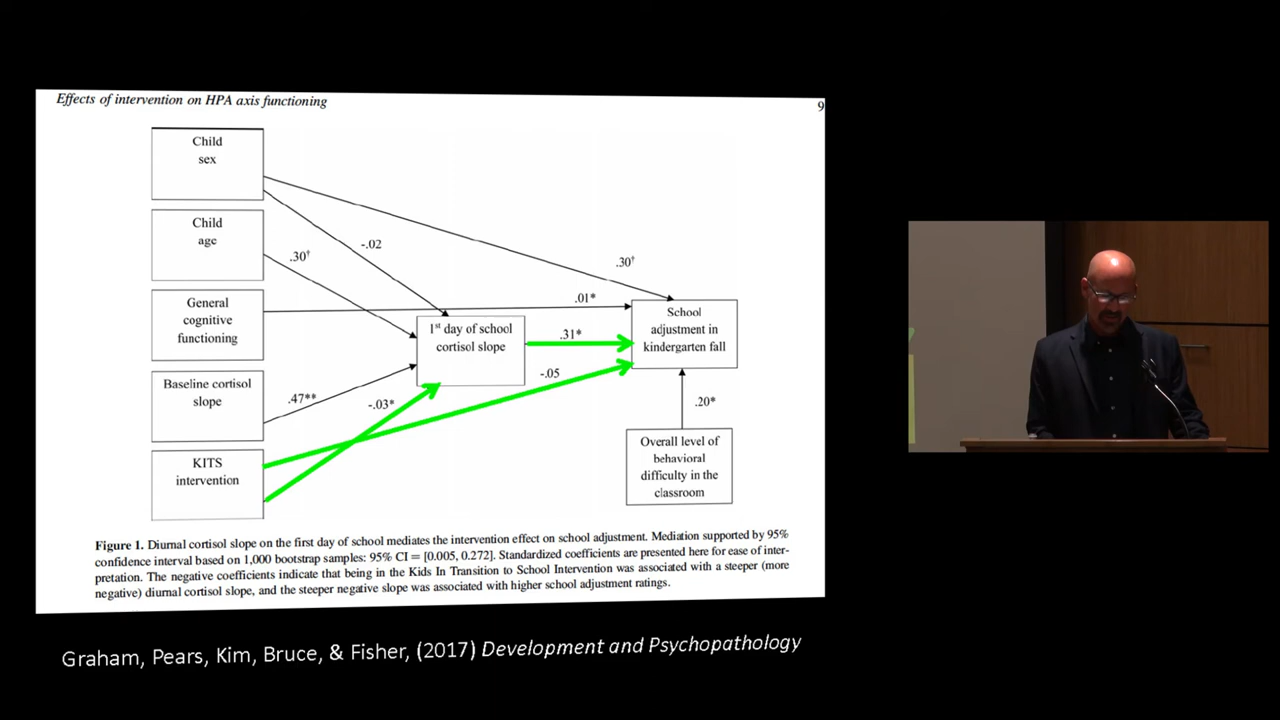 Effects of intervention on HPA axis functioning
9
Child
sex
Child
age
General
cognitive
functioning
Baseline cortisol
slope
KITS
intervention
-.02
.30†
.30†
.01*
1st day of school
cortisol slope
.31*
School
adjustment in
kindergarten fall
-.05
.47**
-.03*
.20*
Overall level of
behavioral
difficulty in the
classroom
Figure 1. Diurnal cortisol slope on the first day of school mediates the intervention effect on school adjustment. Mediation supported by 95%
confidence interval based on 1,000 bootstrap samples: 95% CI = [0.005, 0.272]. Standardized coefficients are presented here for ease of inter-
pretation. The negative coefficients indicate that being in the Kids In Transition to School Intervention was associated with a steeper (more
negative) diurnal cortisol slope, and the steeper negative slope was associated with higher school adjustment ratings.
Graham, Pears, Kim, Bruce, & Fisher, (2017) Development and Psychopathology